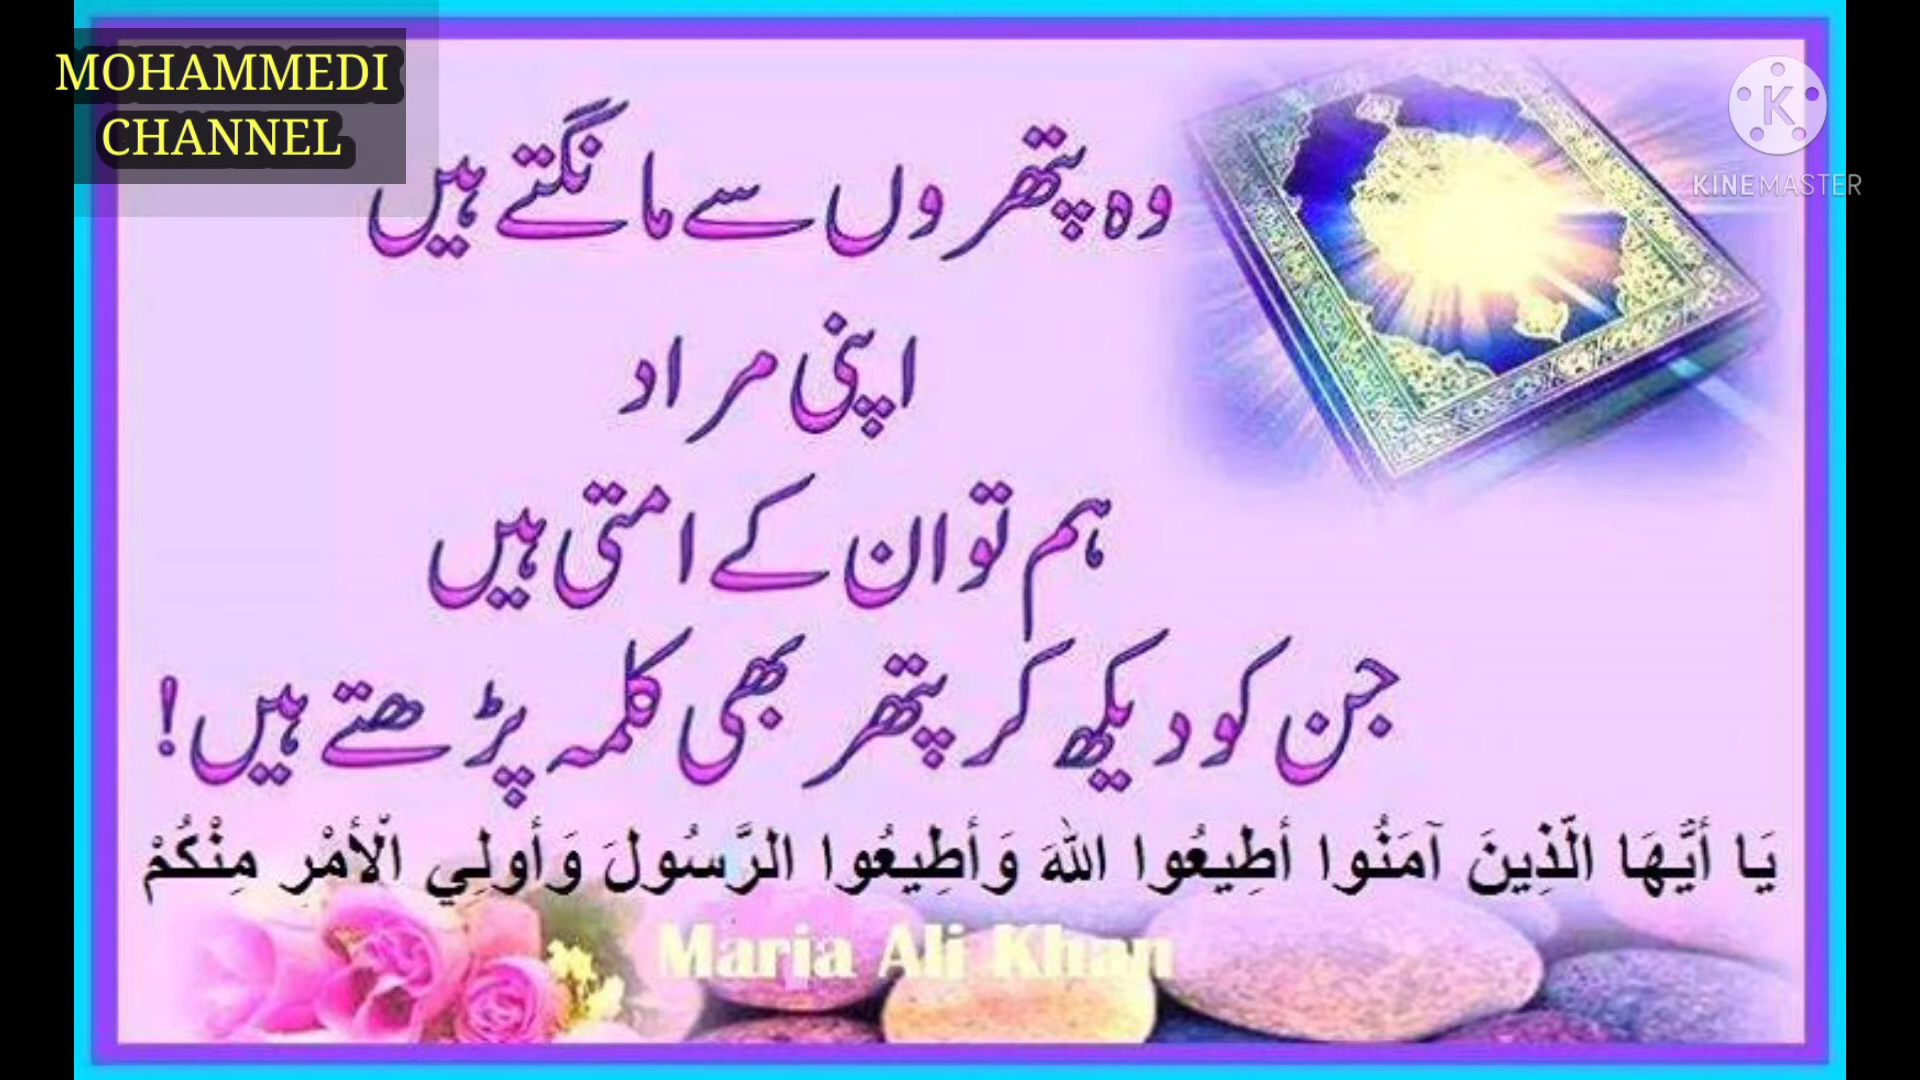 MOHAMMEDI
CHANNEL
KINEMASTER
وہ پتھروں سے مانگتے ہیں
اپنی مراد
ہم تو ان کے امتی ہیں
جن کو دیکھ کر پتھر بھی کلمہ پڑھتے ہیں!
يَا أَيُّهَا الَّذِينَ آمَنُوا أَطِيعُوا اللهَ وَأَطِيعُوا الرَّسُولَ وَأُولِي الْأَمْرِ مِنْكُمْ
Maria Ali Khan